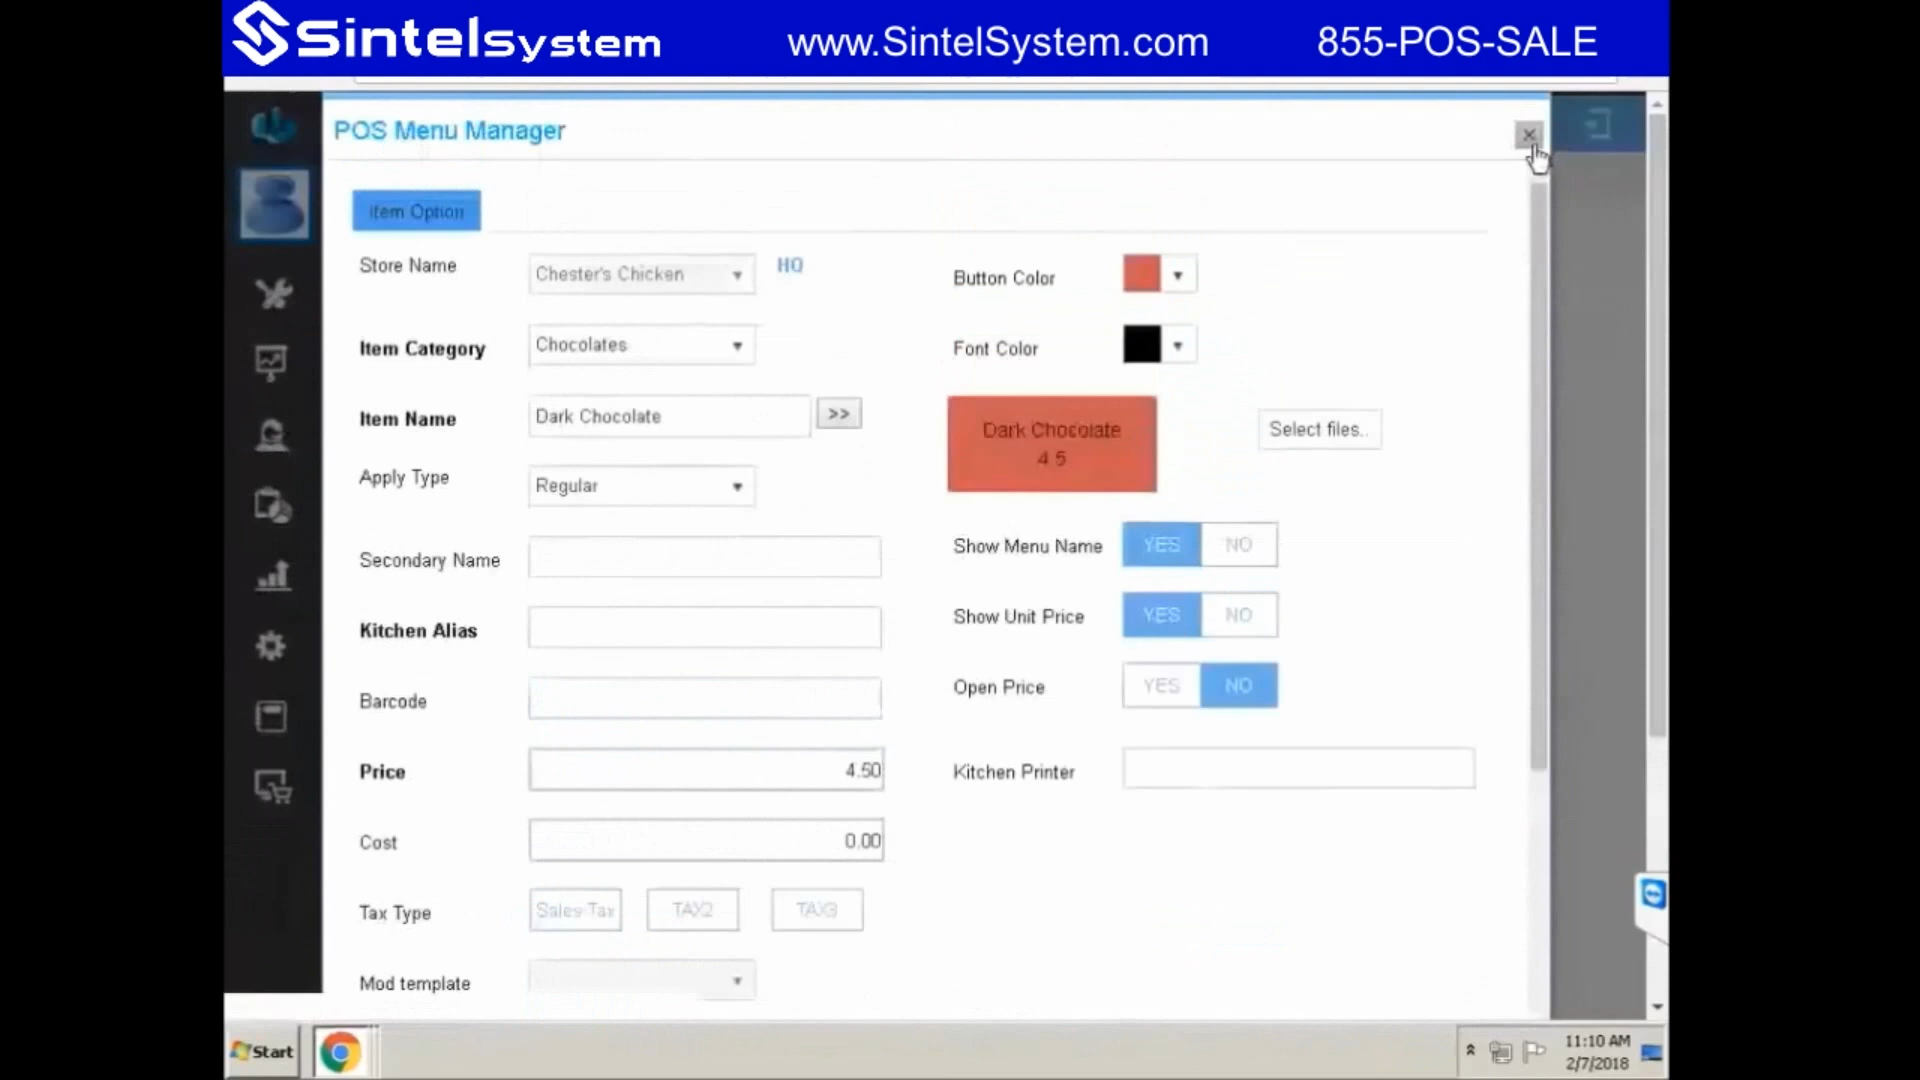 Sintelsystem www.SintelSystem.com 855-POS-SALE
POS Menu Manager
Item Option
Store Name Chester's Chicken HQ
Item Category Chocolates
Item Name Dark Chocolate >>
Apply Type Regular
Secondary Name
Kitchen Alias
Barcode
Price 4.50
Cost 0.00
Tax Type Sales-Tax TAX2 TAX3
Mod template
Button Color
Font Color
Dark Chocolate
4.5
Select files..
Show Menu Name YES NO
Show Unit Price YES NO
Open Price YES NO
Kitchen Printer
Start
11:10 AM
2/7/2018